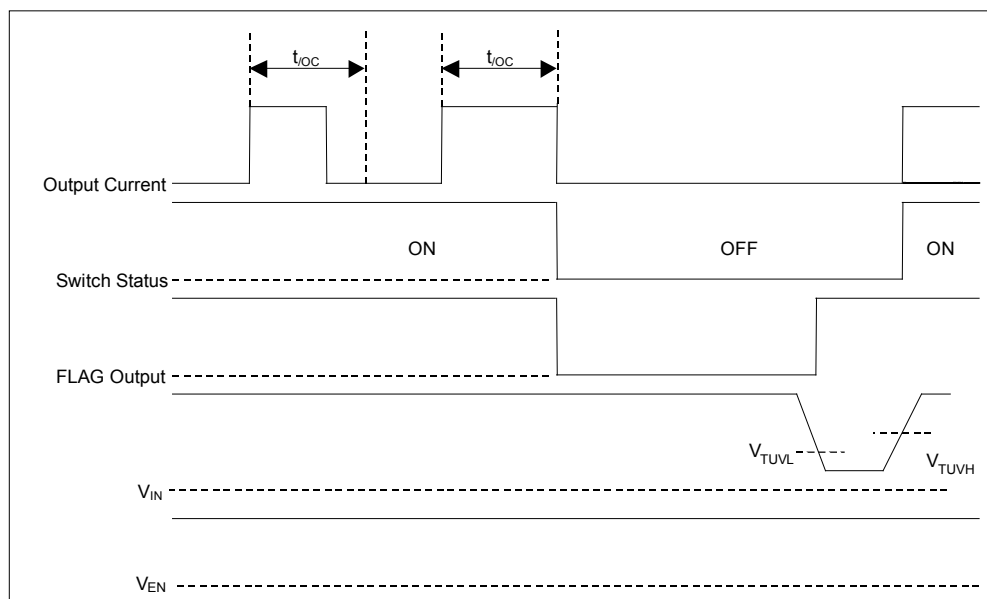 t/OC t/OC
Output Current
ON OFF ON
Switch Status
FLAG Output
VTUVL VTUVH
VIN
VEN